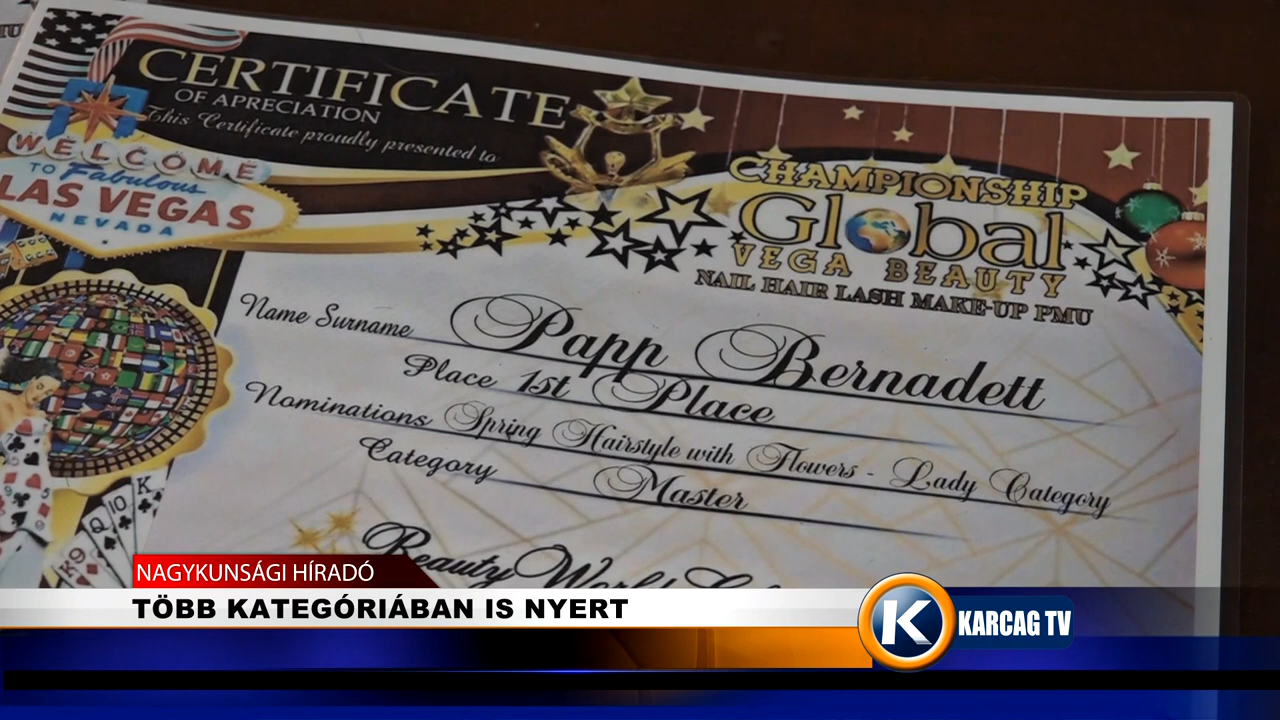 CERTIFICATE
OF APRECIATION
This Certificate proudly presented to
WELCOME
TO Fabulous
LAS VEGAS
NEVADA
CHAMPIONSHIP
Global
VEGA BEAUTY
NAIL HAIR LASH MAKE-UP PMU
Name Surname Papp Bernadett
Place 1st Place
Nominations Spring Hairstyle with Flowers - Lady Category
Category Master
Beauty World
NAGYKUNSÁGI HÍRADÓ
TÖBB KATEGÓRIÁBAN IS NYERT
K KARCAG TV